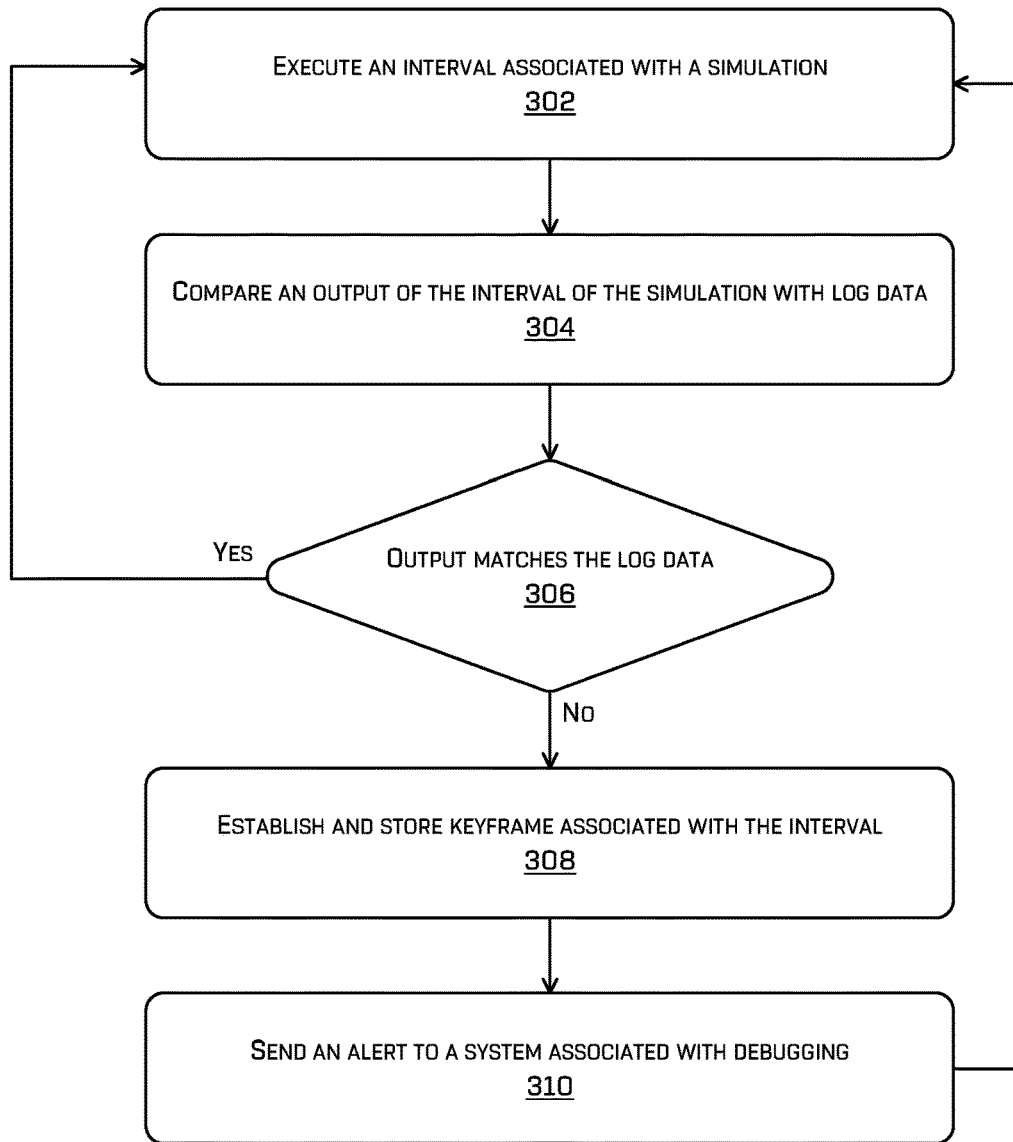 EXECUTE AN INTERVAL ASSOCIATED WITH A SIMULATION
302
COMPARE AN OUTPUT OF THE INTERVAL OF THE SIMULATION WITH LOG DATA
304
YES
OUTPUT MATCHES THE LOG DATA
306
NO
ESTABLISH AND STORE KEYFRAME ASSOCIATED WITH THE INTERVAL
308
SEND AN ALERT TO A SYSTEM ASSOCIATED WITH DEBUGGING
310